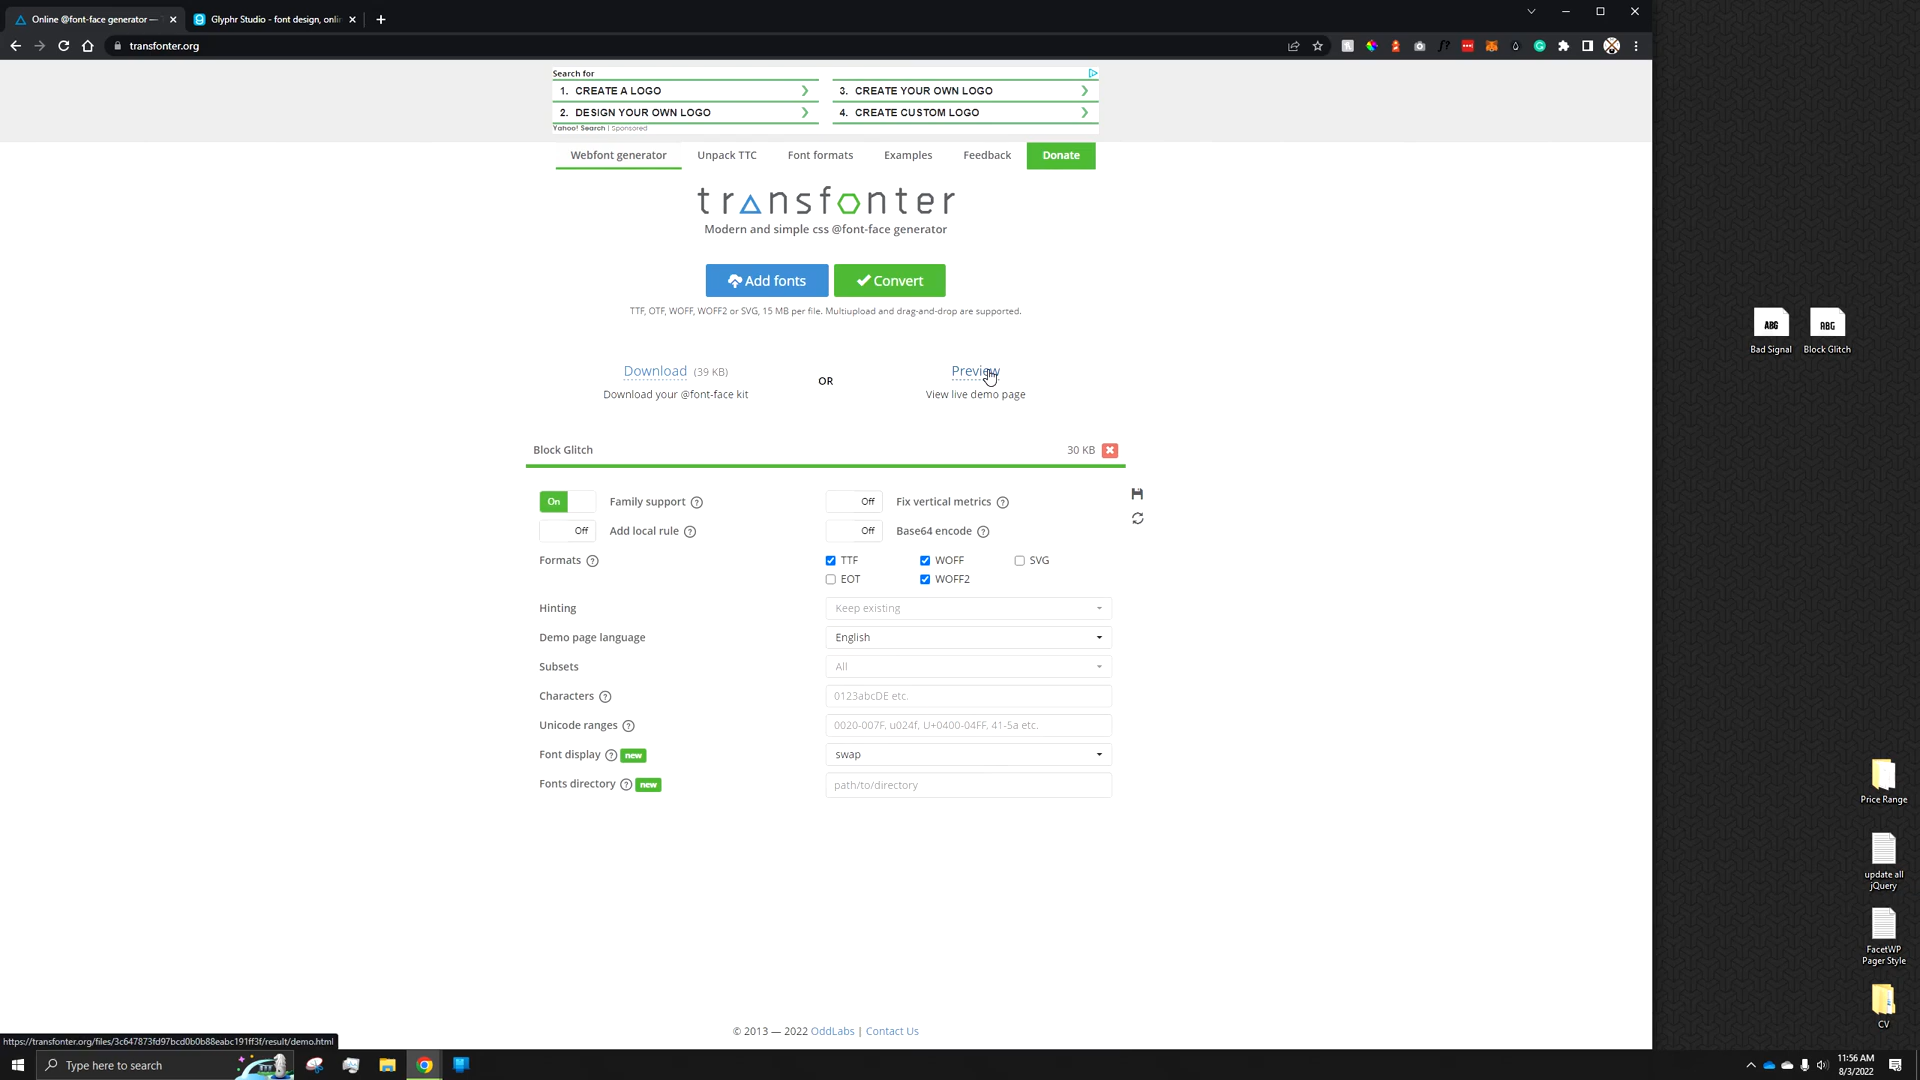 Online @font-face generator —
Glyphr Studio - font design, onlin
transfonter.org
Search for
1. CREATE A LOGO
3. CREATE YOUR OWN LOGO
2. DESIGN YOUR OWN LOGO
4. CREATE CUSTOM LOGO
Yahoo! Search | Sponsored
Webfont generator
Unpack TTC
Font formats
Examples
Feedback
Donate
transfonter
Modern and simple css @font-face generator
Add fonts
Convert
TTF, OTF, WOFF, WOFF2 or SVG, 15 MB per file. Multiupload and drag-and-drop are supported.
Download (39 KB)
Download your @font-face kit
OR
Preview
View live demo page
Block Glitch
30 KB
On
Family support
Off
Fix vertical metrics
Off
Add local rule
Off
Base64 encode
Formats
TTF
WOFF
SVG
EOT
WOFF2
Hinting
Keep existing
Demo page language
English
Subsets
All
Characters
0123abcDE etc.
Unicode ranges
0020-007F, u024f, U+0400-04FF, 41-5a etc.
Font display
new
swap
Fonts directory
new
path/to/directory
© 2013 — 2022 OddLabs | Contact Us
https://transfonter.org/files/3c647873fd97bcd0b0b88eabc191ff3f/result/demo.html
ABG
Bad Signal
ABG
Block Glitch
Price Range
update all
jQuery
FacetWP
Pager Style
CV
Type here to search
11:56 AM
8/3/2022